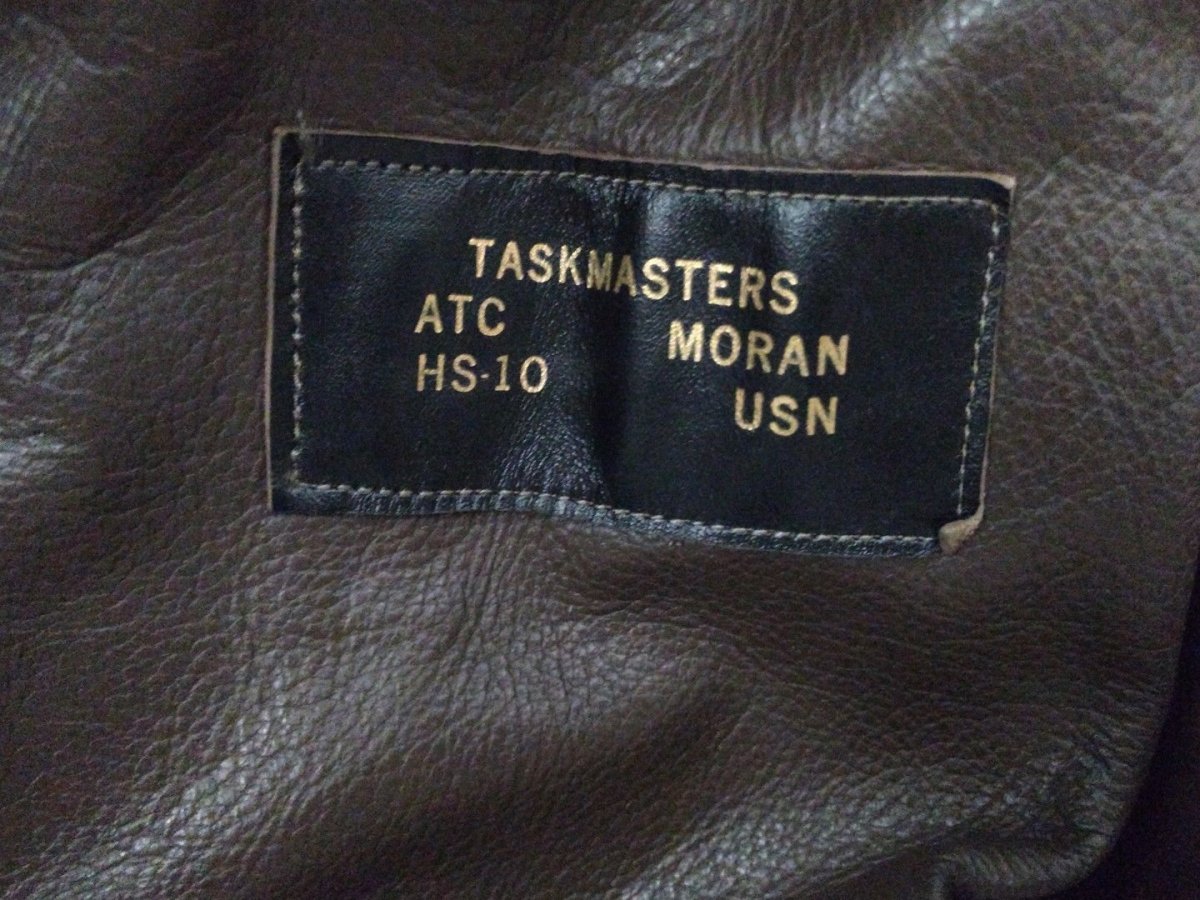 TASKMASTERS
ATC MORAN
HS-10 USN